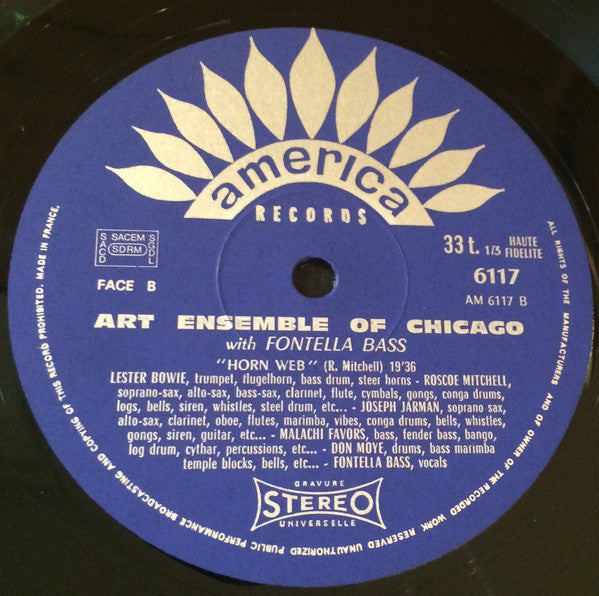 america
RECORDS
SACEM
SACD SDRM SGDL
FACE B
33 t. 1/3 HAUTE FIDELITE
6117
AM 6117 B
ART ENSEMBLE OF CHICAGO
with FONTELLA BASS
"HORN WEB" (R. Mitchell) 19'36
LESTER BOWIE, trumpet, flugelhorn, bass drum, steer horns - ROSCOE MITCHELL,
soprano-sax, alto-sax, bass-sax, clarinet, flute, cymbals, gongs, conga drums,
logs, bells, siren, whistles, steel drum, etc... - JOSEPH JARMAN, soprano sax,
alto-sax, clarinet, oboe, flutes, marimba, vibes, conga drums, bells, whistles,
gongs, siren, guitar, etc... - MALACHI FAVORS, bass, fender bass, bango,
log drum, cythar, percussions, etc... - DON MOYE, drums, bass marimba
temple blocks, bells, etc... - FONTELLA BASS, vocals
GRAVURE
STEREO
UNIVERSELLE
ALL RIGHTS OF THE MANUFACTURERS AND OF OWNER OF THE RECORDED WORK RESERVED UNAUTHORIZED PUBLIC PERFORMANCE BROADCASTING AND COPYING OF THIS RECORD PROHIBITED. MADE IN FRANCE.